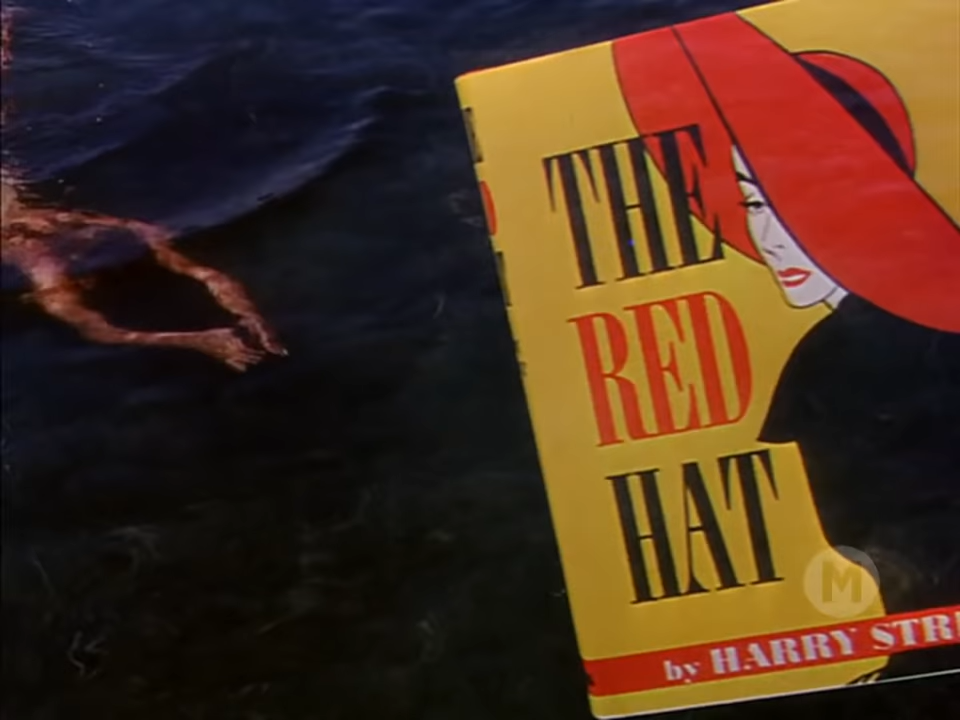 THE
RED
HAT
by HARRY STR
M